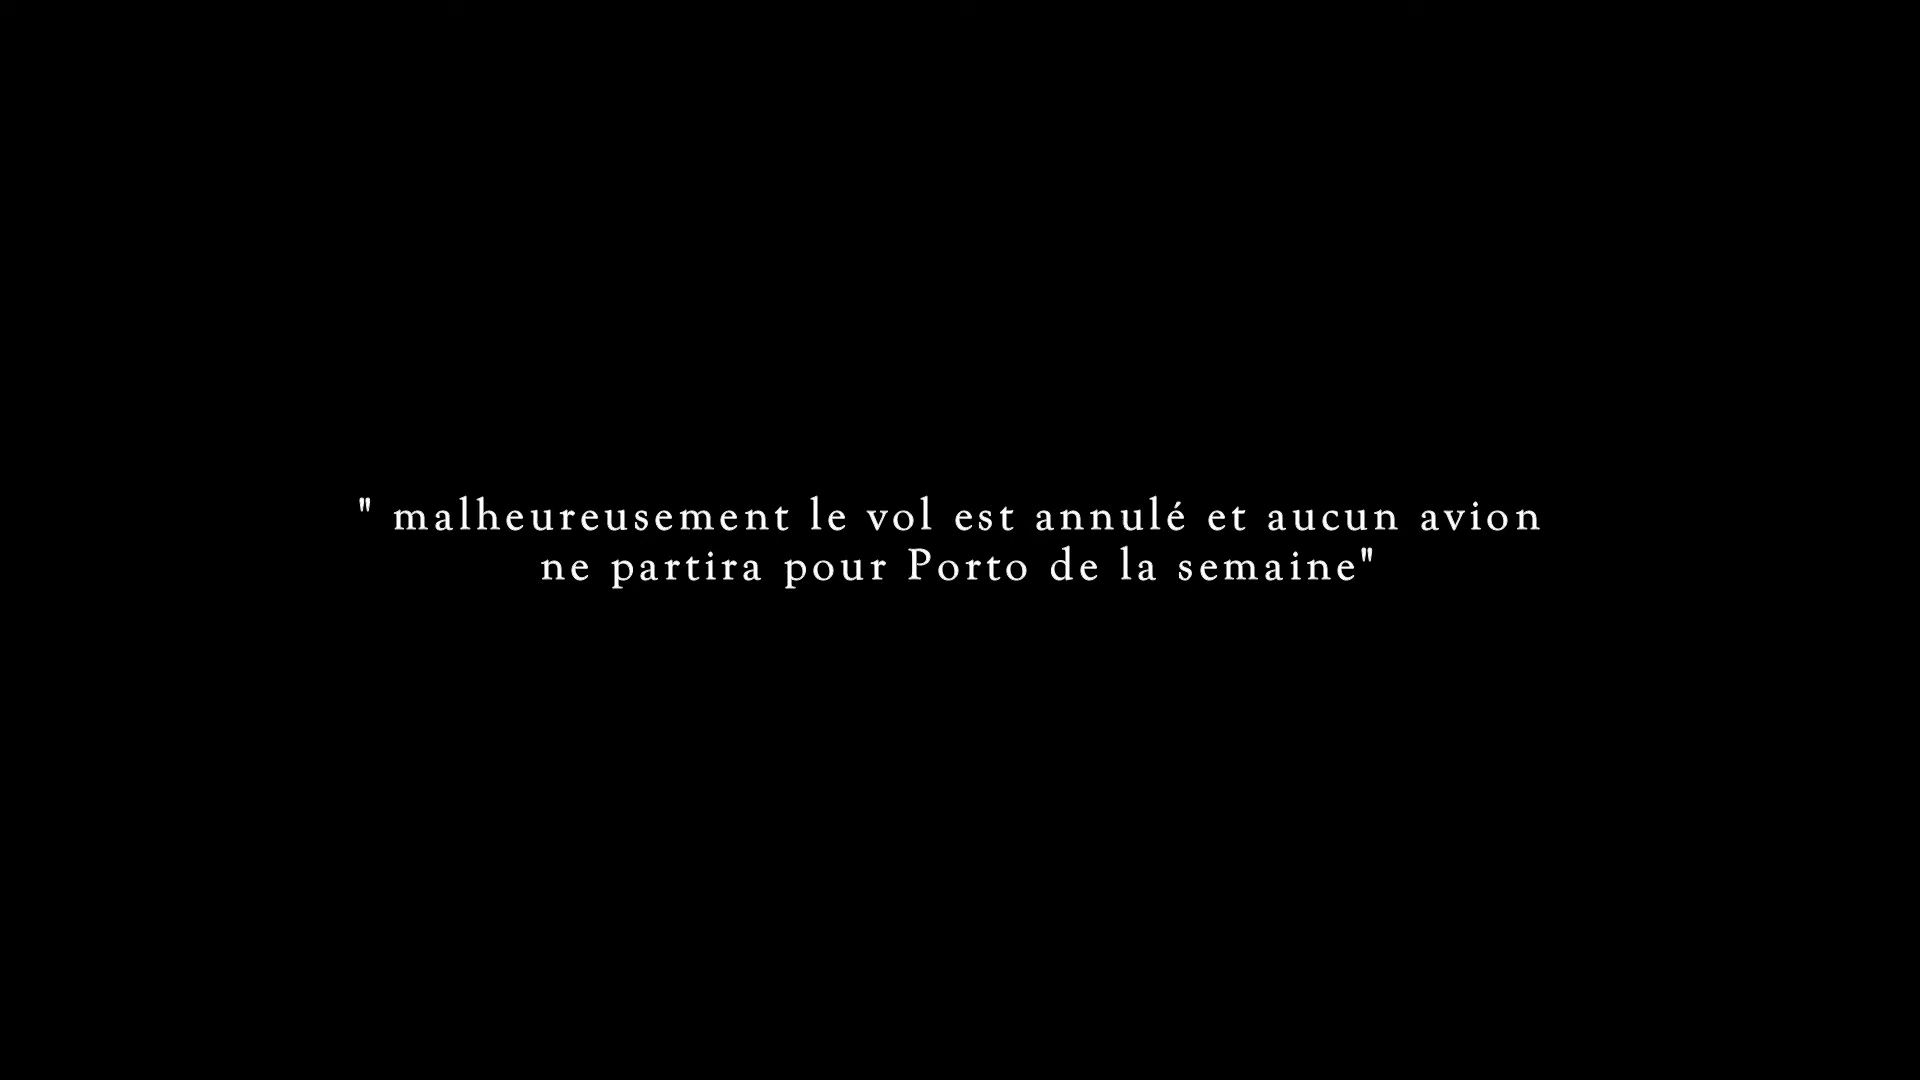 " malheureusement le vol est annulé et aucun avion
ne partira pour Porto de la semaine"